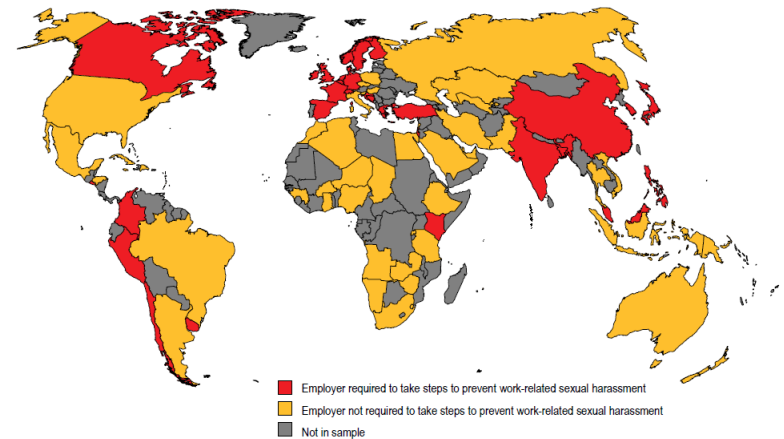 Employer required to take steps to prevent work-related sexual harassment
Employer not required to take steps to prevent work-related sexual harassment
Not in sample